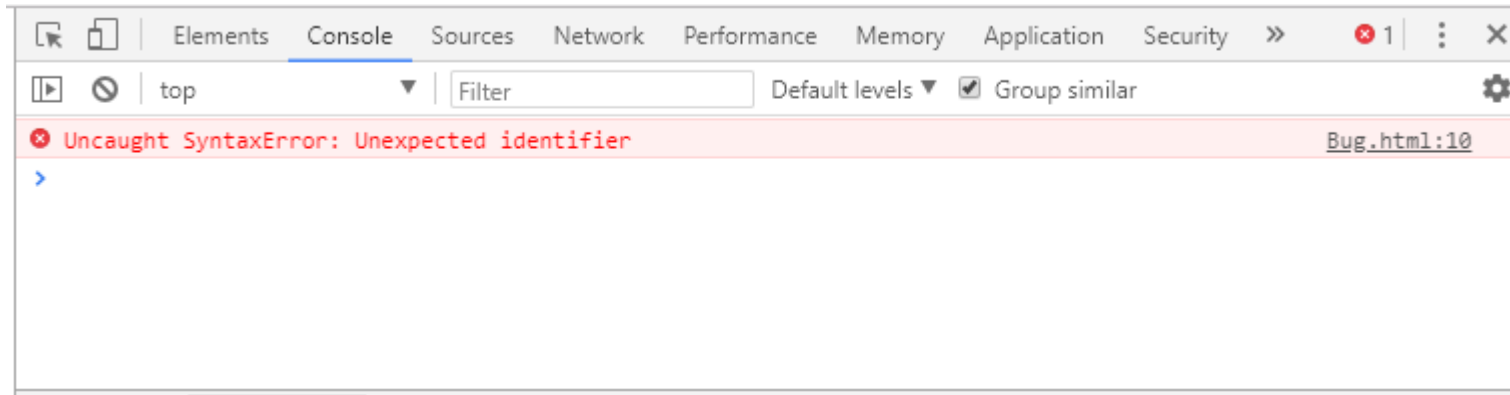 Elements Console Sources Network Performance Memory Application Security » 1
top Filter Default levels Group similar
Uncaught SyntaxError: Unexpected identifier Bug.html:10
>